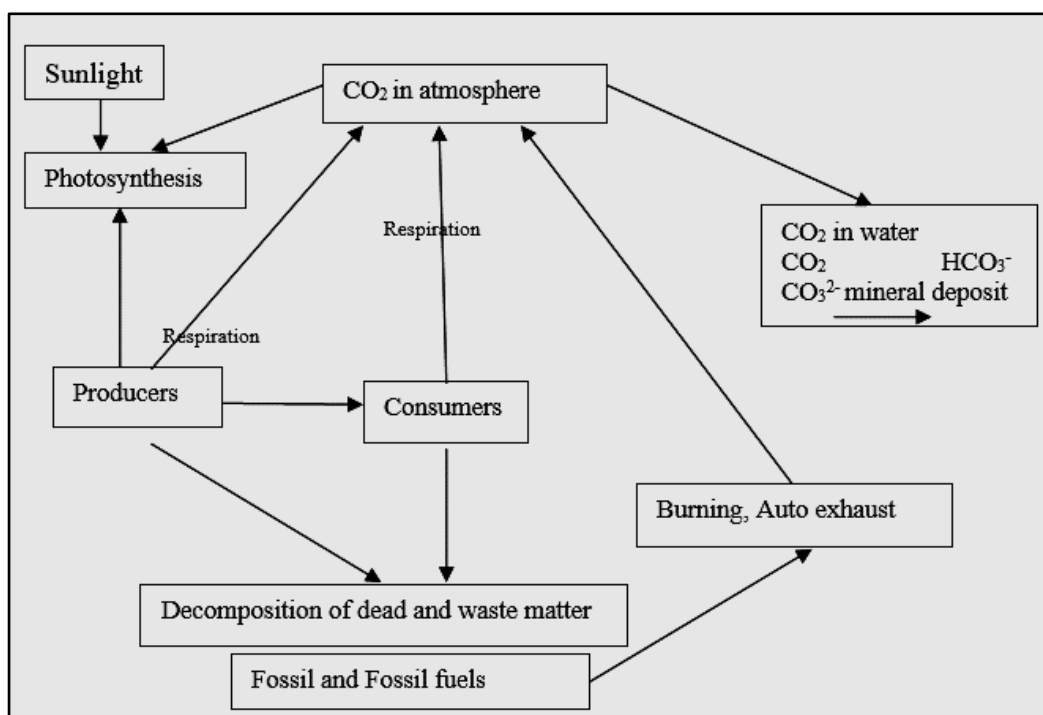 Sunlight
CO₂ in atmosphere
Photosynthesis
CO₂ in water
CO₂ HCO₃⁻
CO₃²⁻ mineral deposit
Respiration
Respiration
Producers
Consumers
Burning, Auto exhaust
Decomposition of dead and waste matter
Fossil and Fossil fuels